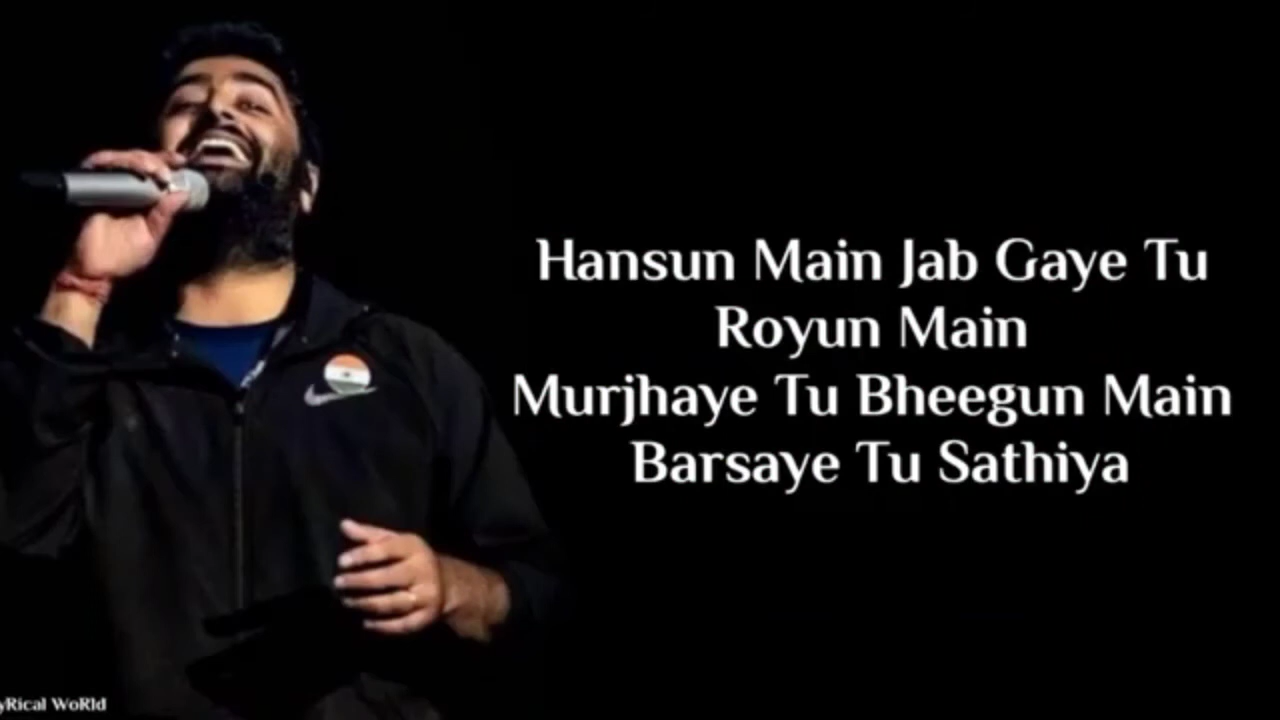 Hansun Main Jab Gaye Tu
Royun Main
Murjhaye Tu Bheegun Main
Barsaye Tu Sathiya
yRical WoRld